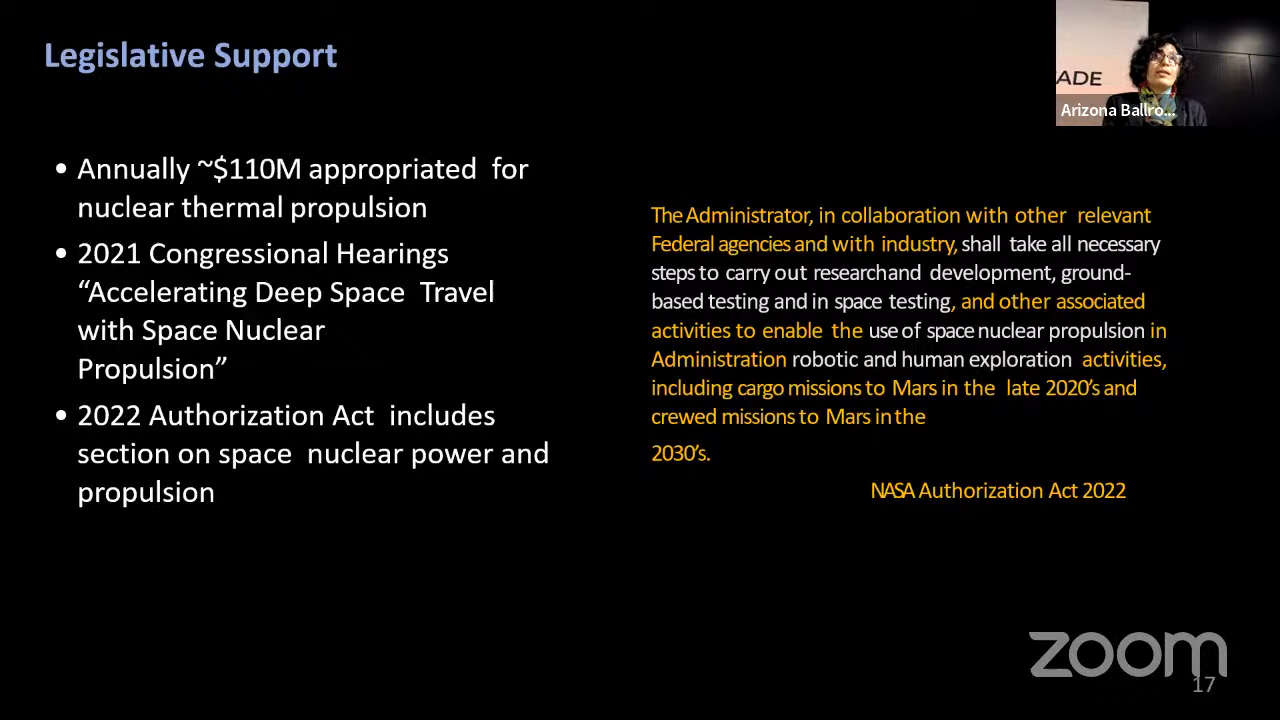 Legislative Support
ADE
Arizona Ballro...
• Annually ~$110M appropriated for
nuclear thermal propulsion
• 2021 Congressional Hearings
“Accelerating Deep Space Travel
with Space Nuclear
Propulsion”
• 2022 Authorization Act includes
section on space nuclear power and
propulsion
The Administrator, in collaboration with other relevant
Federal agencies and with industry, shall take all necessary
steps to carry out researchand development, ground-
based testing and in space testing, and other associated
activities to enable the use of space nuclear propulsion in
Administration robotic and human exploration activities,
including cargo missions to Mars in the late 2020’s and
crewed missions to Mars in the
2030’s.
NASA Authorization Act 2022
zoom
17